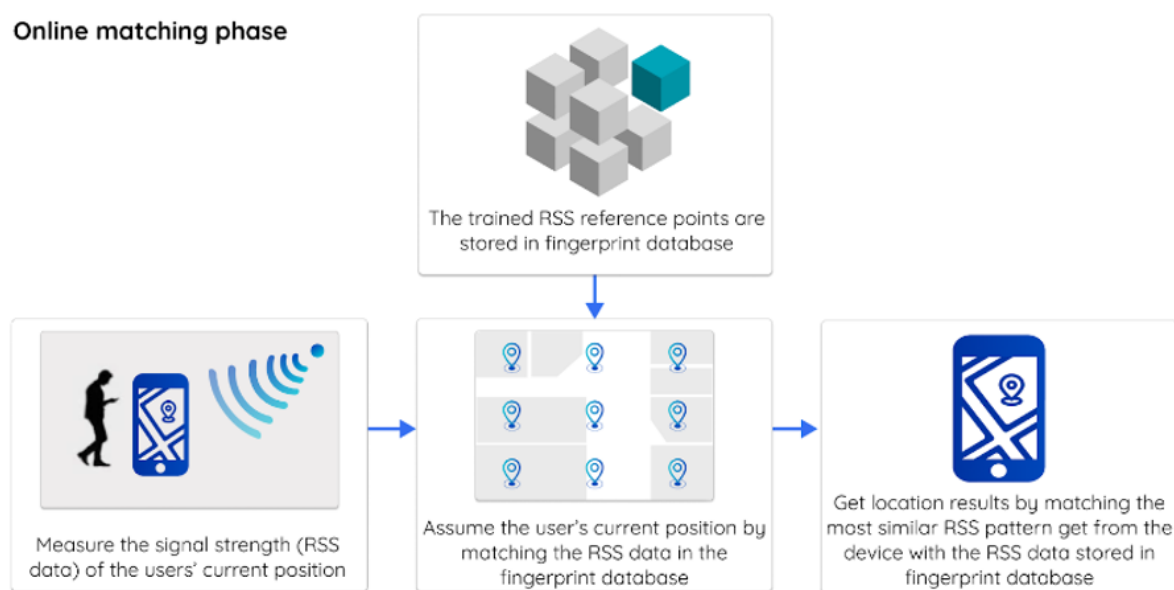 Online matching phase
The trained RSS reference points are
stored in fingerprint database
Measure the signal strength (RSS
data) of the users' current position
Assume the user's current position by
matching the RSS data in the
fingerprint database
Get location results by matching the
most similar RSS pattern get from the
device with the RSS data stored in
fingerprint database